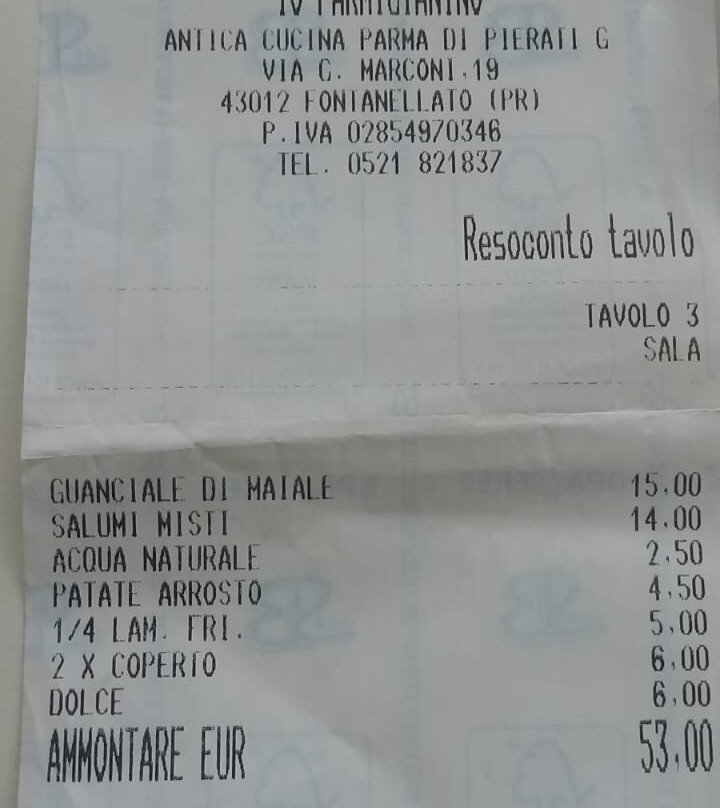 ANTICA CUCINA PARMA DI PIERATI G
VIA G. MARCONI,19
43012 FONTANELLATO (PR)
P.IVA 02854970346
TEL. 0521 821837
Resoconto tavolo
TAVOLO 3
SALA
GUANCIALE DI MAIALE 15,00
SALUMI MISTI 14,00
ACQUA NATURALE 2,50
PATATE ARROSTO 4,50
1/4 LAM. FRI. 5,00
2 X COPERTO 6,00
DOLCE 6,00
AMMONTARE EUR 53,00